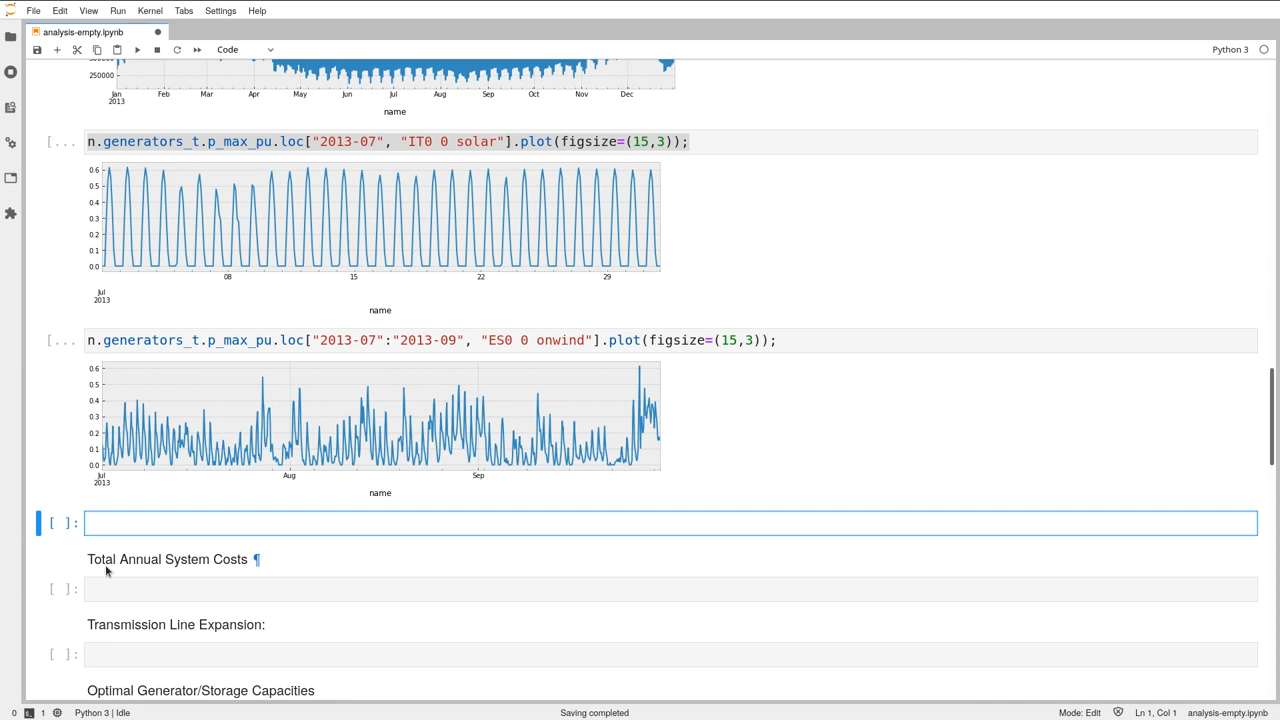 File Edit View Run Kernel Tabs Settings Help
analysis-empty.ipynb
Code
Python 3
250000
Jan Feb Mar Apr May Jun Jul Aug Sep Oct Nov Dec
2013
name
[... n.generators_t.p_max_pu.loc["2013-07", "IT0 0 solar"].plot(figsize=(15,3));
0.6
0.5
0.4
0.3
0.2
0.1
0.0
08 15 22 29
Jul
2013
name
[... n.generators_t.p_max_pu.loc["2013-07":"2013-09", "ES0 0 onwind"].plot(figsize=(15,3));
0.6
0.5
0.4
0.3
0.2
0.1
0.0
Jul Aug Sep
2013
name
[ ]:
Total Annual System Costs ¶
[ ]:
Transmission Line Expansion:
[ ]:
Optimal Generator/Storage Capacities
0 1 Python 3 | Idle Saving completed Mode: Edit Ln 1, Col 1 analysis-empty.ipynb